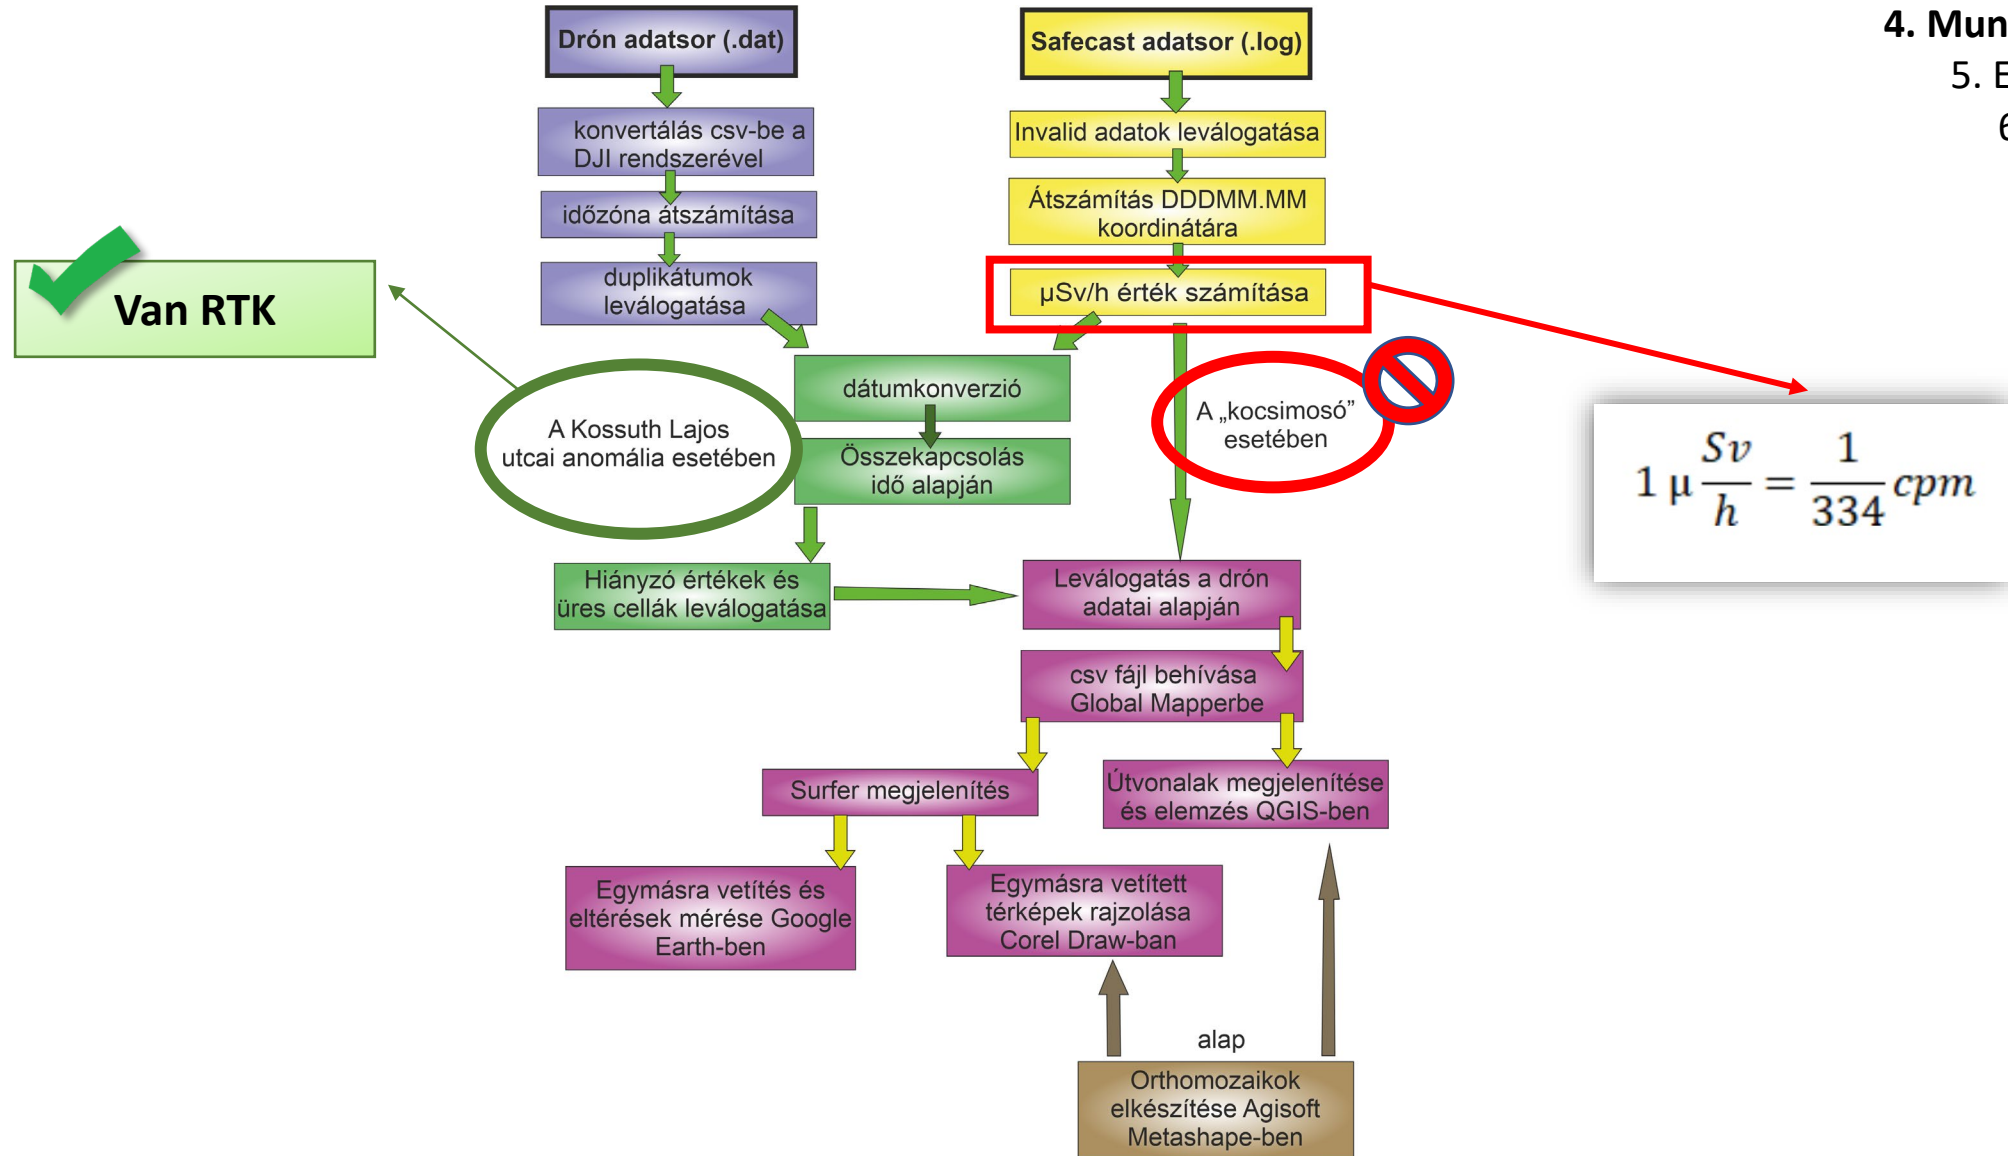 4. Mun
5. E
6
Drón adatsor (.dat)
Safecast adatsor (.log)
konvertálás csv-be a
DJI rendszerével
Invalid adatok leválogatása
időzóna átszámítása
Átszámítás DDDMM.MM
koordinátára
duplikátumok
leválogatása
µSv/h érték számítása
Van RTK
dátumkonverzió
A Kossuth Lajos
utcai anomália esetében
A „kocsimosó”
esetében
Összekapcsolás
idő alapján
1 µ Sv/h = 1/334 cpm
Hiányzó értékek és
üres cellák leválogatása
Leválogatás a drón
adatai alapján
csv fájl behívása
Global Mapperbe
Surfer megjelenítés
Útvonalak megjelenítése
és elemzés QGIS-ben
Egymásra vetítés és
eltérések mérése Google
Earth-ben
Egymásra vetített
térképek rajzolása
Corel Draw-ban
alap
Orthomozaikok
elkészítése Agisoft
Metashape-ben